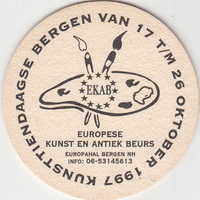 KUNSTTIENDAAGSE BERGEN VAN 17 T/M 26 OKTOBER 1997
EKAB
EUROPESE
KUNST EN ANTIEK BEURS
EUROPAHAL BERGEN NH
INFO: 06-53145613